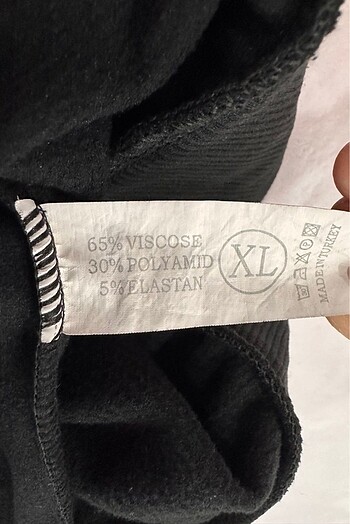 65% VISCOSE
30% POLYAMID
5% ELASTAN
XL
MADE IN TURKEY